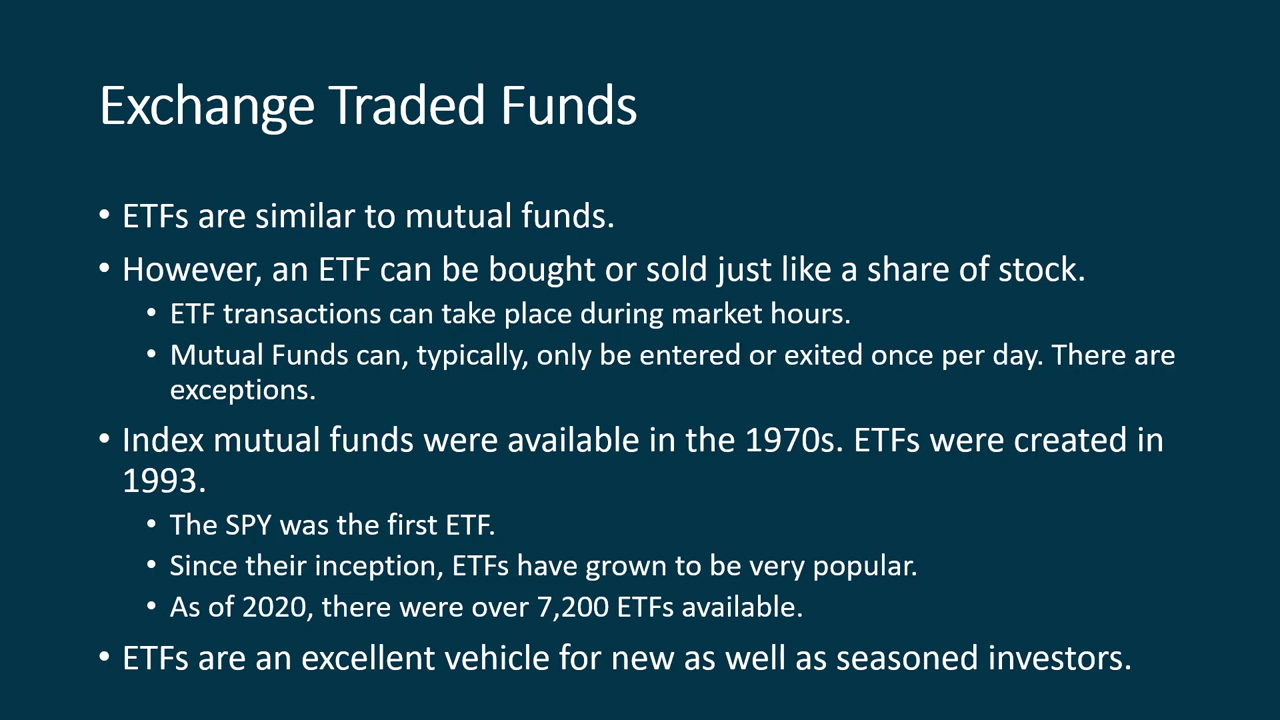 Exchange Traded Funds
• ETFs are similar to mutual funds.
• However, an ETF can be bought or sold just like a share of stock.
• ETF transactions can take place during market hours.
• Mutual Funds can, typically, only be entered or exited once per day. There are
exceptions.
• Index mutual funds were available in the 1970s. ETFs were created in
1993.
• The SPY was the first ETF.
• Since their inception, ETFs have grown to be very popular.
• As of 2020, there were over 7,200 ETFs available.
• ETFs are an excellent vehicle for new as well as seasoned investors.